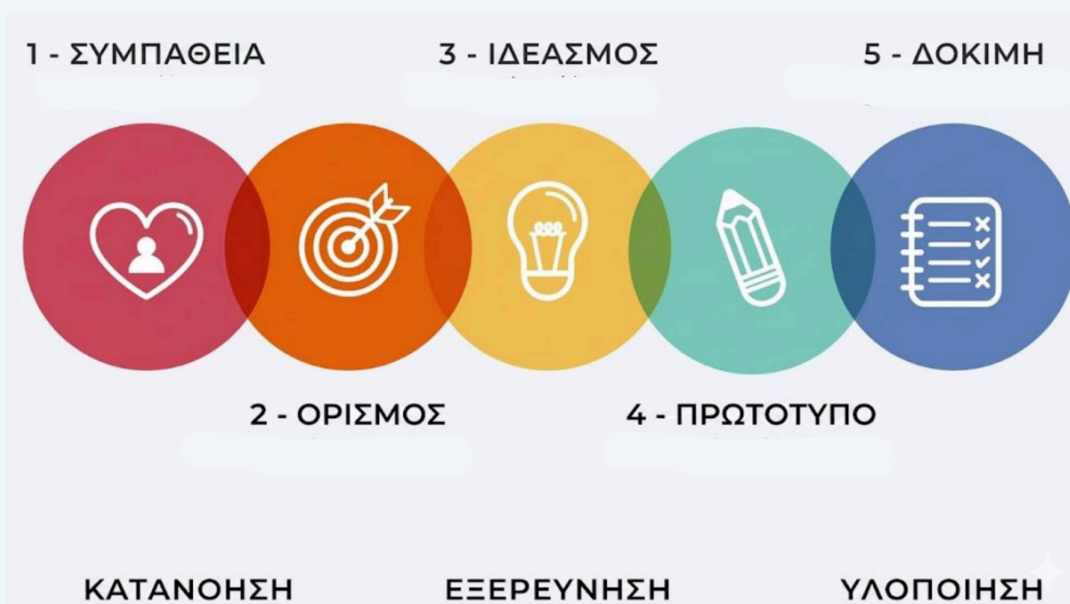 1 - ΣΥΜΠΑΘΕΙΑ
3 - ΙΔΕΑΣΜΟΣ
5 - ΔΟΚΙΜΗ
2 - ΟΡΙΣΜΟΣ
4 - ΠΡΩΤΟΤΥΠΟ
ΚΑΤΑΝΟΗΣΗ
ΕΞΕΡΕΥΝΗΣΗ
ΥΛΟΠΟΙΗΣΗ